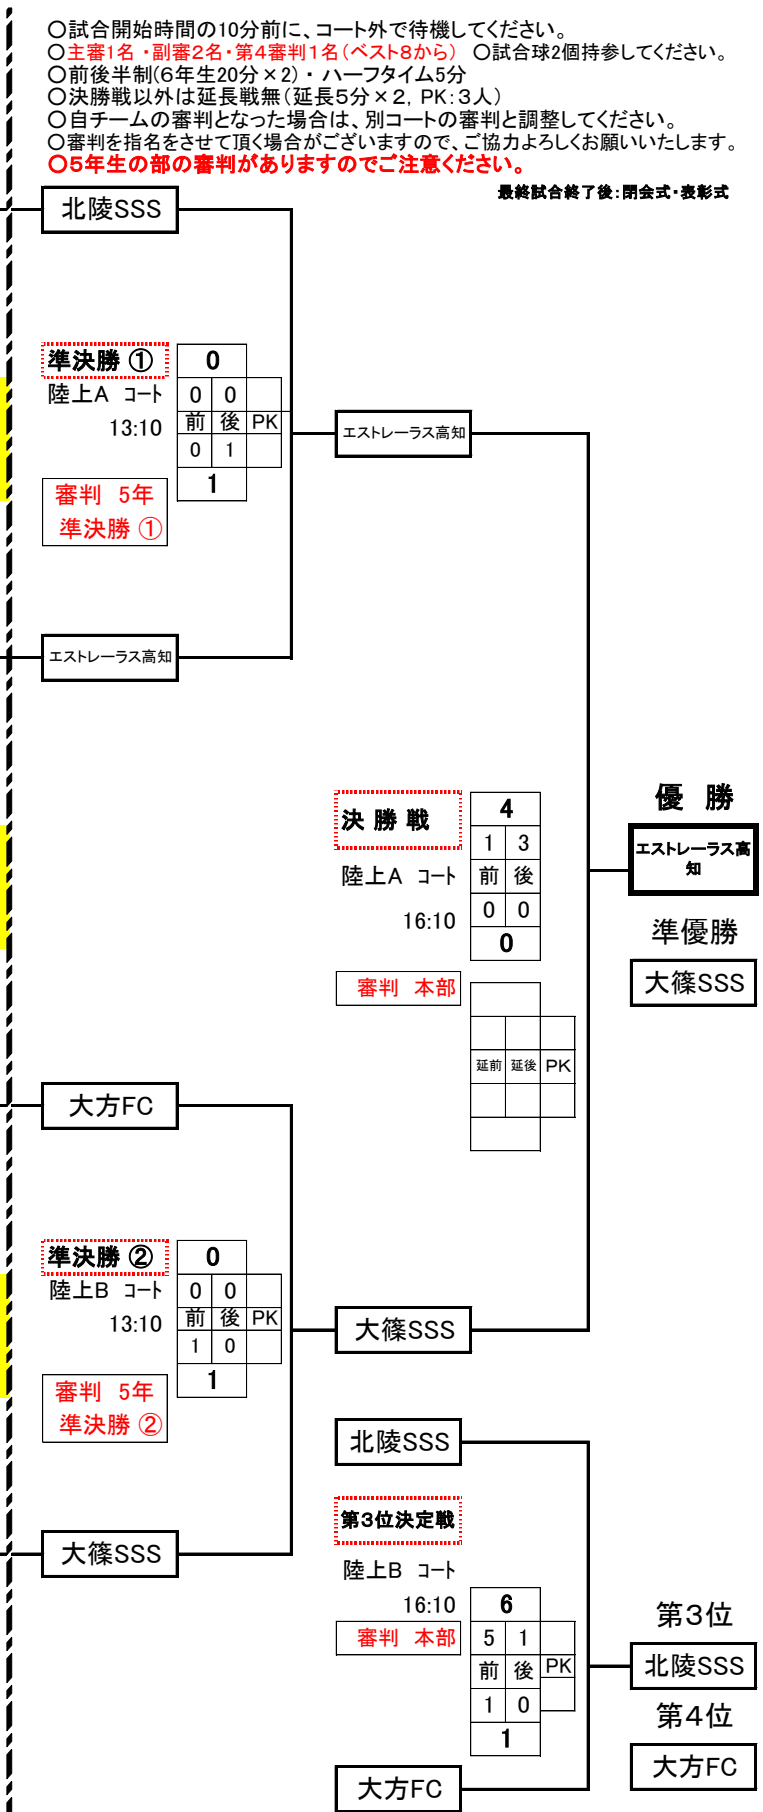 〇試合開始時間の10分前に、コート外で待機してください。
〇主審1名・副審2名・第4審判1名(ベスト8から) 〇試合球2個持参してください。
〇前後半制(6年生20分×2)・ハーフタイム5分
〇決勝戦以外は延長戦無(延長5分×2, PK:3人)
〇自チームの審判となった場合は、別コートの審判と調整してください。
〇審判を指名をさせて頂く場合がございますので、ご協力よろしくお願いいたします。
〇5年生の部の審判がありますのでご注意ください。
最終試合終了後:閉会式・表彰式
北陵SSS
準決勝 ①
0
陸上A コート
0 0
13:10
前 後 PK
0 1
1
審判 5年
準決勝 ①
エストレーラス高知
エストレーラス高知
決勝戦
4
1 3
陸上A コート
前 後
16:10
0 0
0
審判 本部
延前 延後 PK
優 勝
エストレーラス高
知
準優勝
大篠SSS
大方FC
準決勝 ②
0
陸上B コート
0 0
13:10
前 後 PK
1 0
1
審判 5年
準決勝 ②
大篠SSS
大篠SSS
北陵SSS
第3位決定戦
陸上B コート
16:10
6
審判 本部
5 1
前 後 PK
1 0
1
大方FC
第3位
北陵SSS
第4位
大方FC